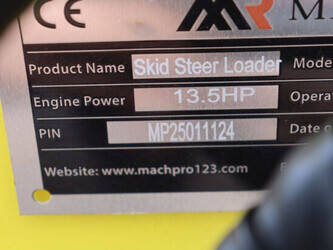 CE MR M
Product Name Skid Steer Loader Mode
Engine Power 13.5HP Opera
PIN MP25011124 Date
Website: www.machpro123.com